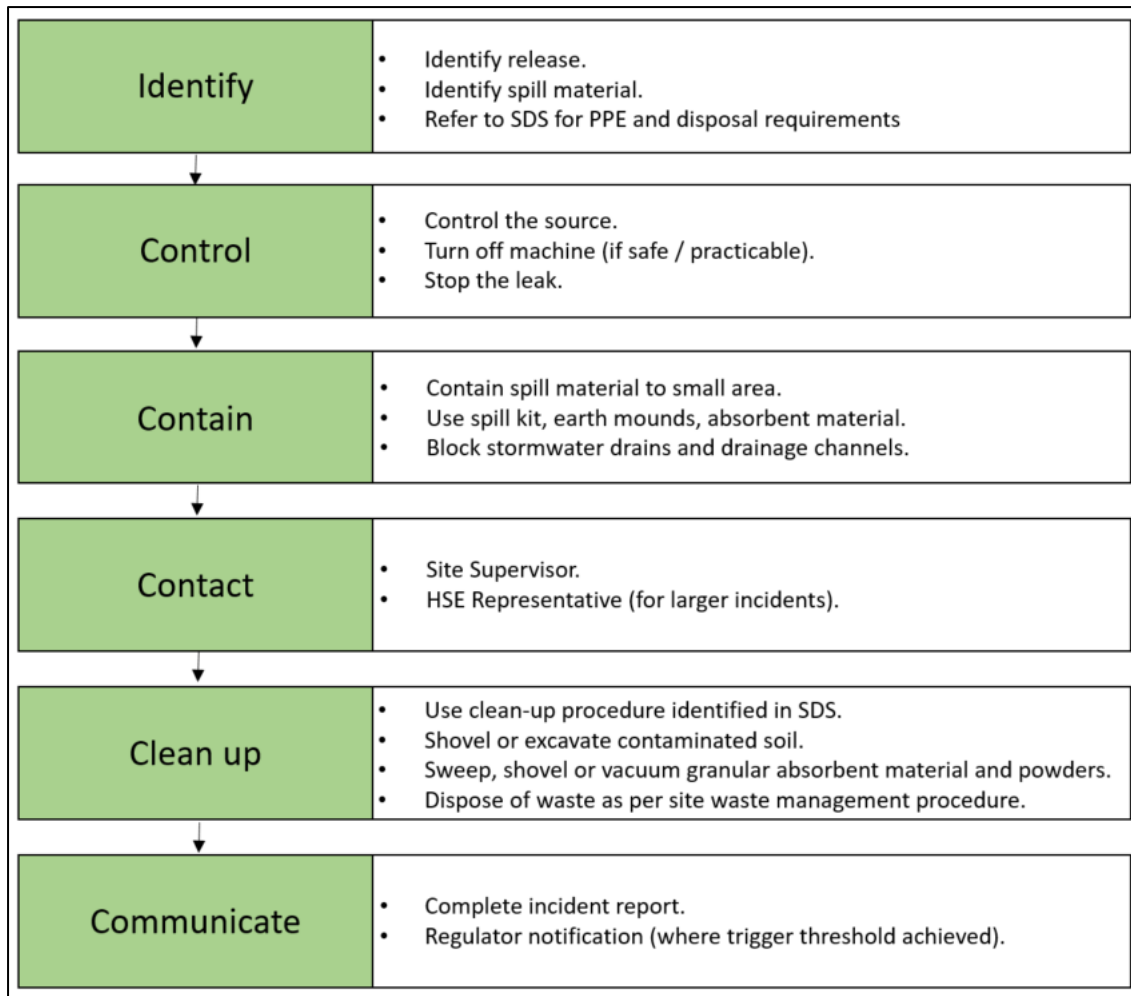 Identify
• Identify release.
• Identify spill material.
• Refer to SDS for PPE and disposal requirements
Control
• Control the source.
• Turn off machine (if safe / practicable).
• Stop the leak.
Contain
• Contain spill material to small area.
• Use spill kit, earth mounds, absorbent material.
• Block stormwater drains and drainage channels.
Contact
• Site Supervisor.
• HSE Representative (for larger incidents).
Clean up
• Use clean-up procedure identified in SDS.
• Shovel or excavate contaminated soil.
• Sweep, shovel or vacuum granular absorbent material and powders.
• Dispose of waste as per site waste management procedure.
Communicate
• Complete incident report.
• Regulator notification (where trigger threshold achieved).